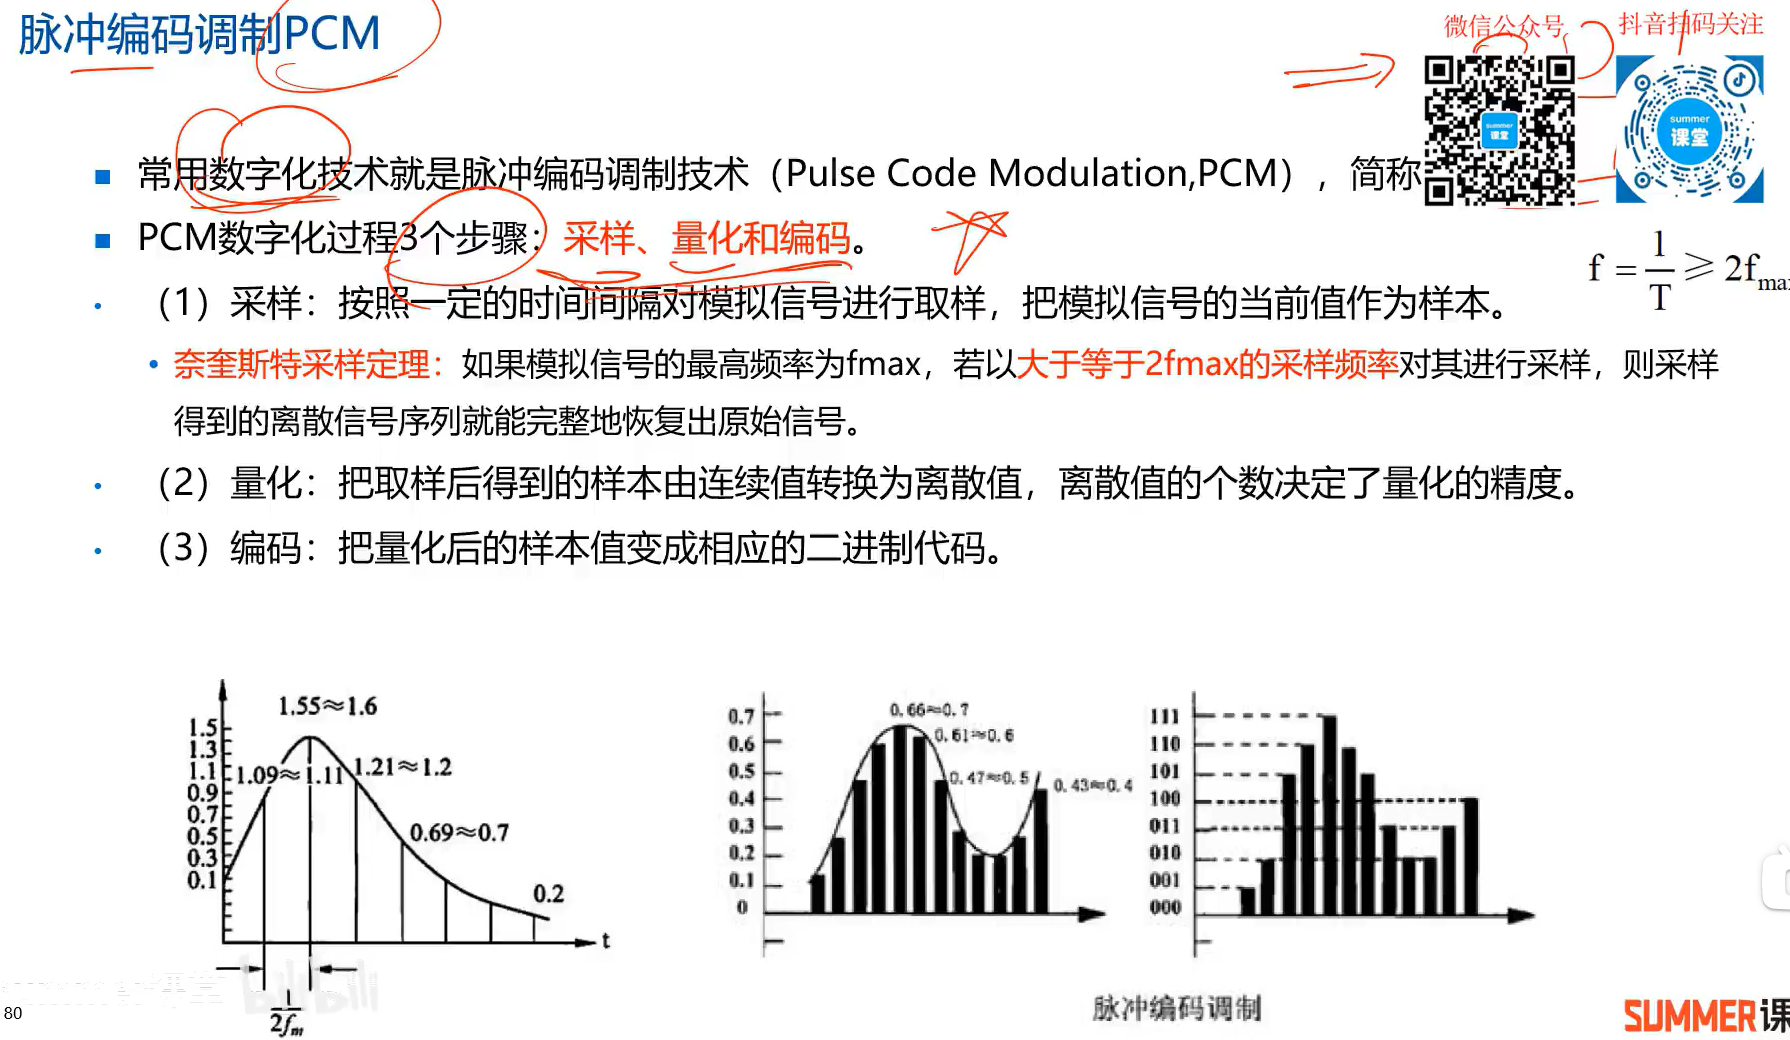 脉冲编码调制PCM
微信公众号
抖音扫码关注
summer
课堂
summer
课堂
常用数字化技术就是脉冲编码调制技术（Pulse Code Modulation,PCM），简称
PCM数字化过程3个步骤：采样、量化和编码。
f = 1/T ≥ 2fma
（1）采样：按照一定的时间间隔对模拟信号进行取样，把模拟信号的当前值作为样本。
奈奎斯特采样定理：如果模拟信号的最高频率为fmax，若以大于等于2fmax的采样频率对其进行采样，则采样
得到的离散信号序列就能完整地恢复出原始信号。
（2）量化：把取样后得到的样本由连续值转换为离散值，离散值的个数决定了量化的精度。
（3）编码：把量化后的样本值变成相应的二进制代码。
1.55≈1.6
1.5
1.3
1.1
0.9
0.7
0.5
0.3
0.1
1.09≈1.11
1.21≈1.2
0.69≈0.7
0.2
t
1/2fm
0.7
0.6
0.5
0.4
0.3
0.2
0.1
0
0.66≈0.7
0.61≈0.6
0.47≈0.5
0.43≈0.4
111
110
101
100
011
010
001
000
脉冲编码调制
bilibili
80
SUMMER课